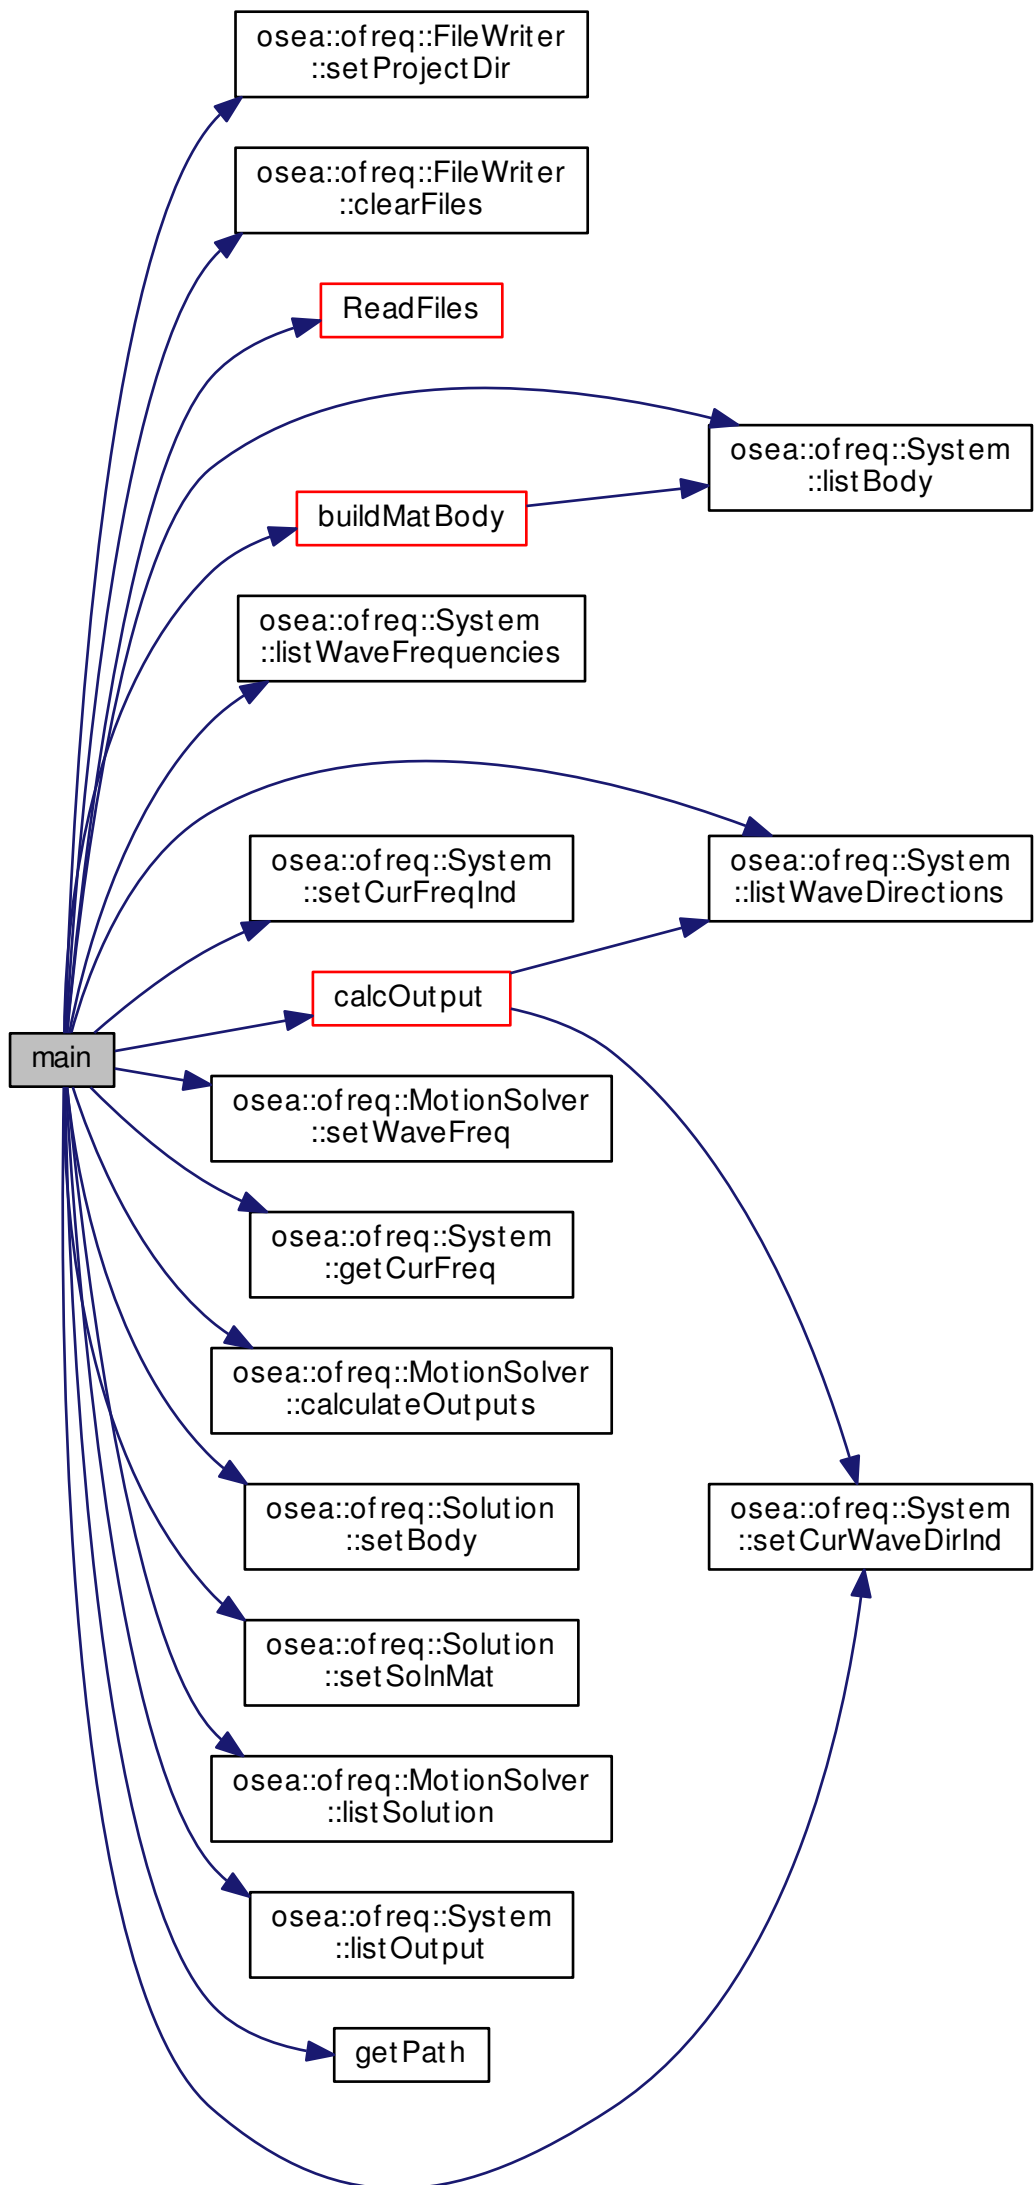 osea::ofreq::FileWriter
::setProjectDir
osea::ofreq::FileWriter
::clearFiles
ReadFiles
osea::ofreq::System
::listBody
buildMatBody
osea::ofreq::System
::listWaveFrequencies
osea::ofreq::System
::setCurFreqInd
osea::ofreq::System
::listWaveDirections
calcOutput
main
osea::ofreq::MotionSolver
::setWaveFreq
osea::ofreq::System
::getCurFreq
osea::ofreq::MotionSolver
::calculateOutputs
osea::ofreq::Solution
::setBody
osea::ofreq::System
::setCurWaveDirInd
osea::ofreq::Solution
::setSolnMat
osea::ofreq::MotionSolver
::listSolution
osea::ofreq::System
::listOutput
getPath